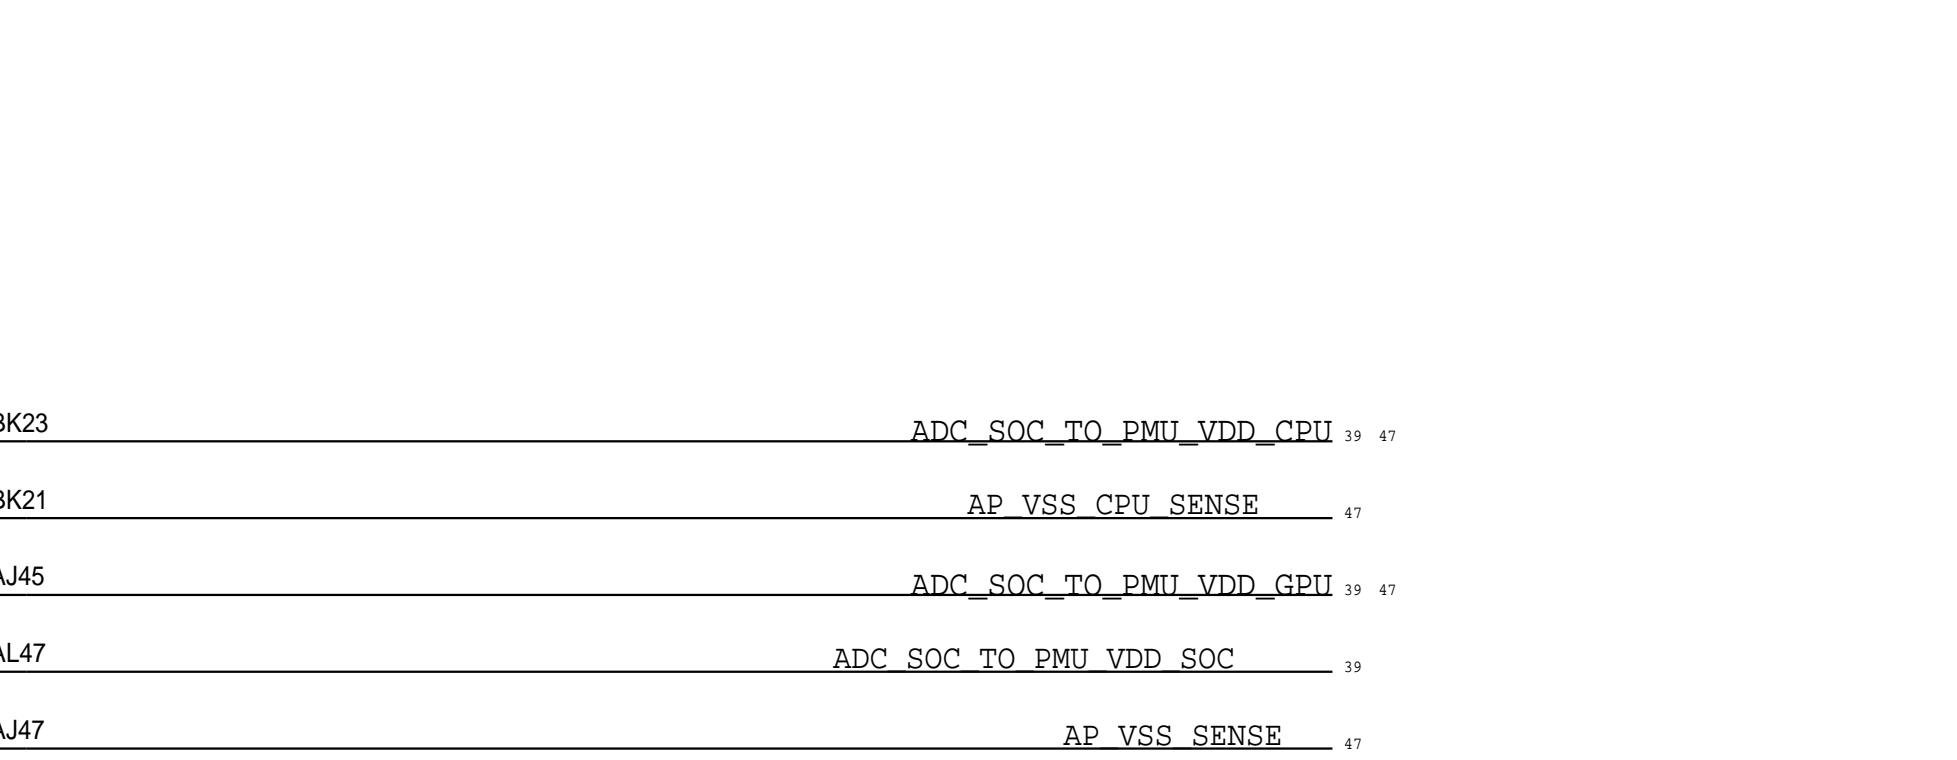 BK23 ADC_SOC_TO_PMU_VDD_CPU 39 47
BK21 AP_VSS_CPU_SENSE 47
AJ45 ADC_SOC_TO_PMU_VDD_GPU 39 47
AL47 ADC_SOC_TO_PMU_VDD_SOC 39
AJ47 AP_VSS_SENSE 47